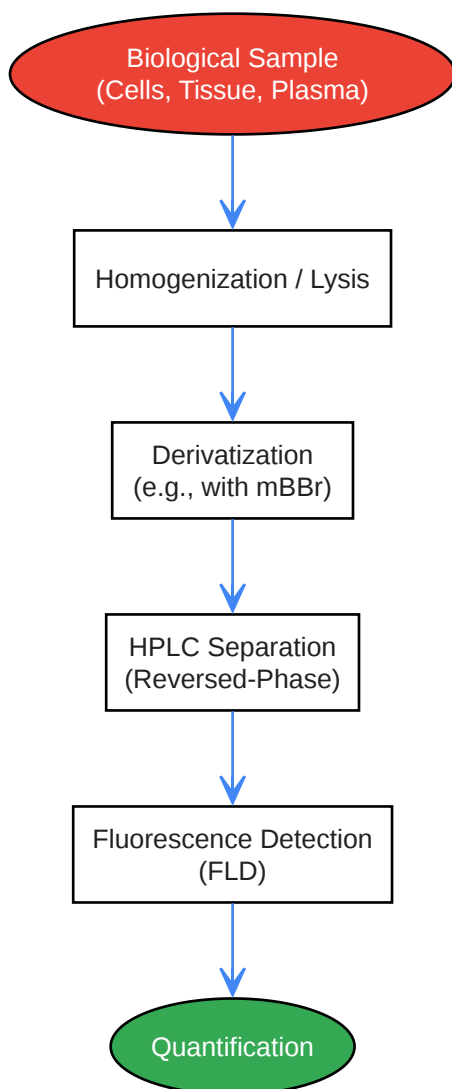 Biological Sample
(Cells, Tissue, Plasma)
Homogenization / Lysis
Derivatization
(e.g., with mBBr)
HPLC Separation
(Reversed-Phase)
Fluorescence Detection
(FLD)
Quantification